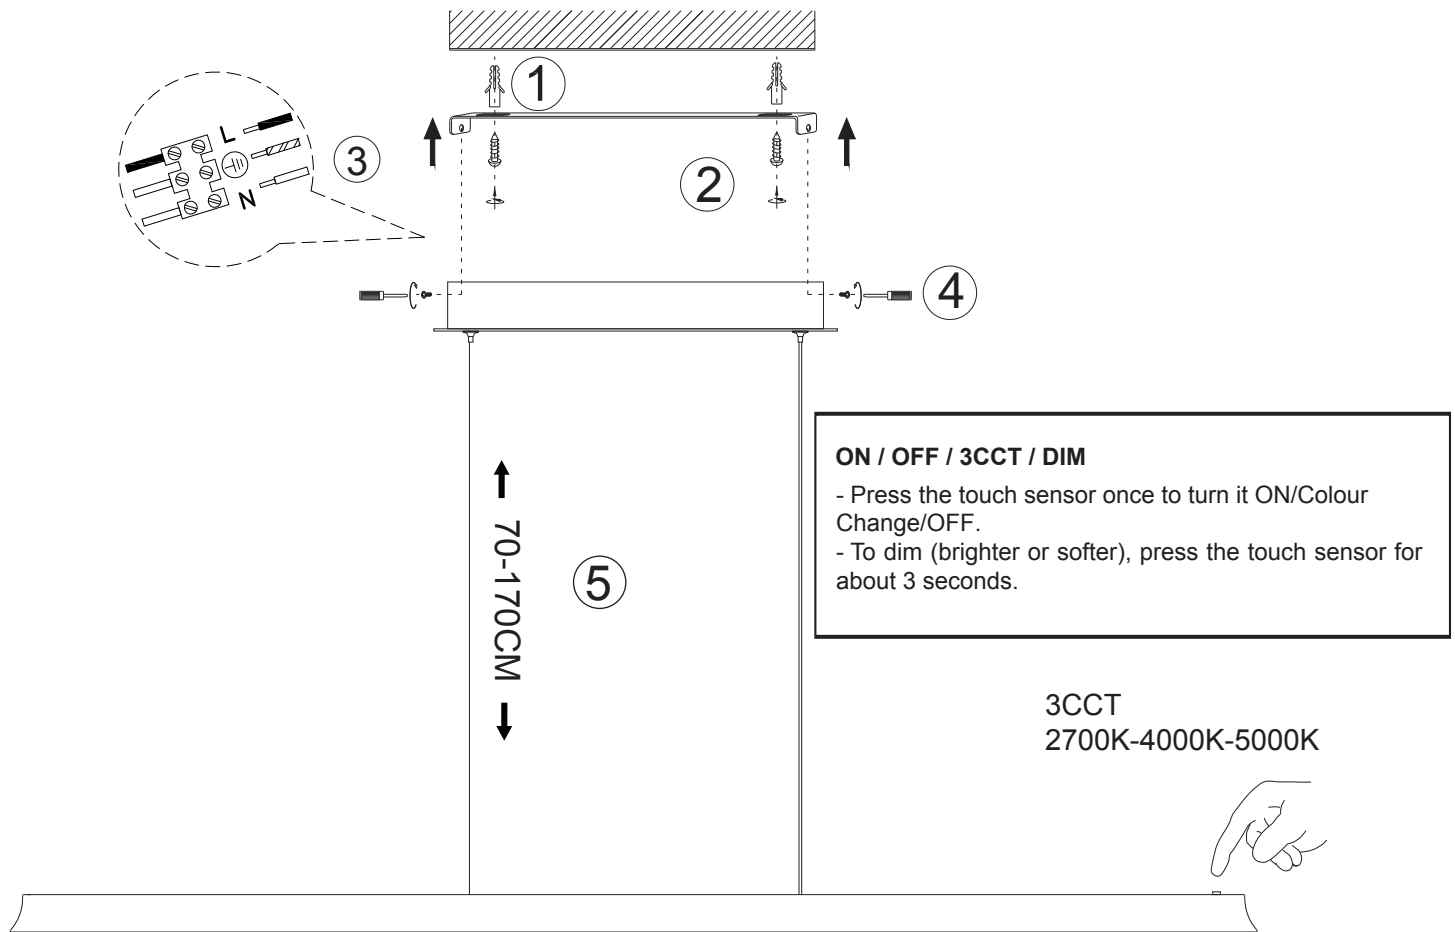 1
L
3
2
N
4
ON / OFF / 3CCT / DIM
- Press the touch sensor once to turn it ON/Colour
Change/OFF.
- To dim (brighter or softer), press the touch sensor for
about 3 seconds.
70-170CM
5
3CCT
2700K-4000K-5000K